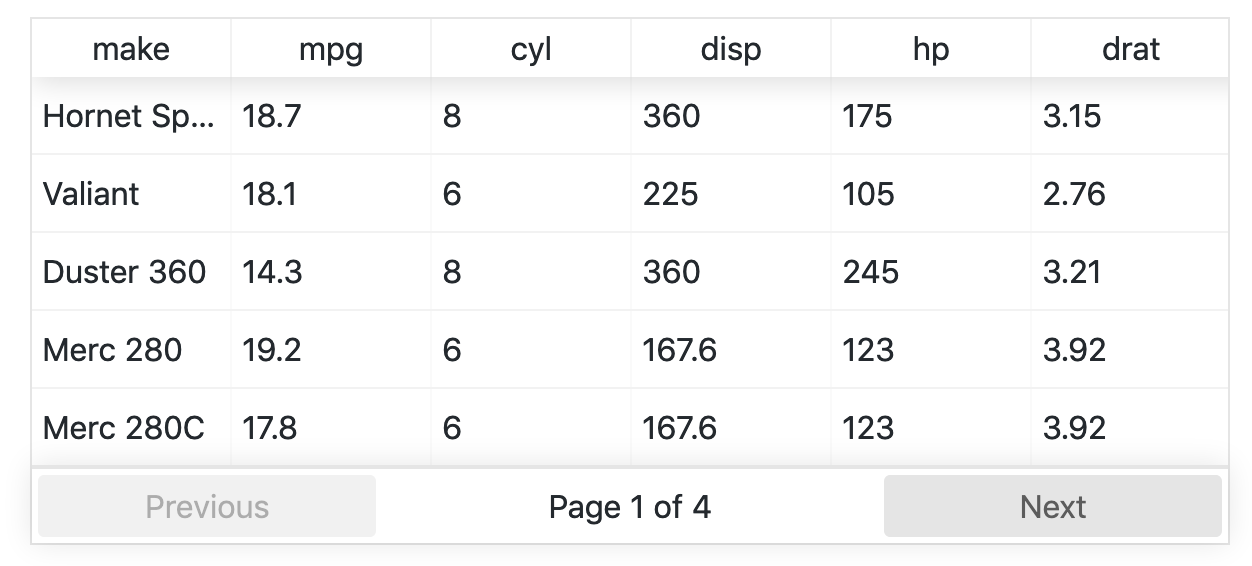 make mpg cyl disp hp drat
Hornet Sp... 18.7 8 360 175 3.15
Valiant 18.1 6 225 105 2.76
Duster 360 14.3 8 360 245 3.21
Merc 280 19.2 6 167.6 123 3.92
Merc 280C 17.8 6 167.6 123 3.92
Previous Page 1 of 4 Next